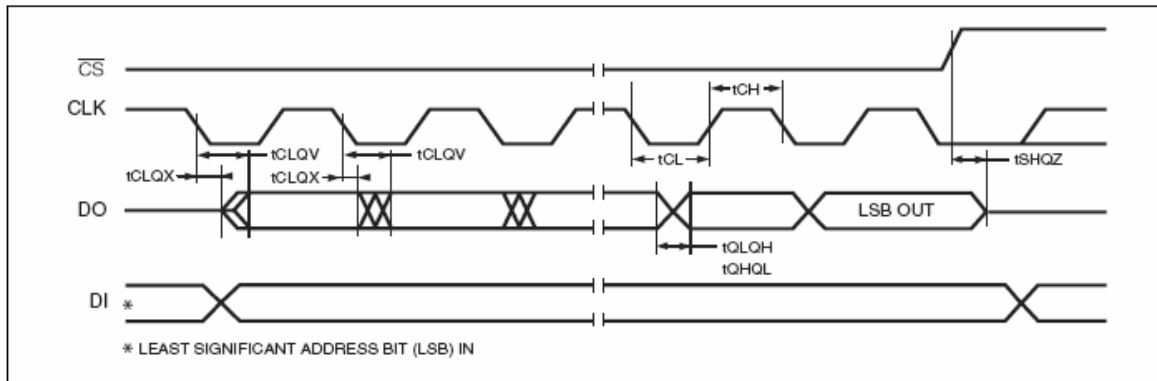 CS
CLK
tCH
tCLQV
tCLQV
tCL
tSHQZ
tCLQX
tCLQX
DO
LSB OUT
tQLQH
tQHQL
DI *
* LEAST SIGNIFICANT ADDRESS BIT (LSB) IN